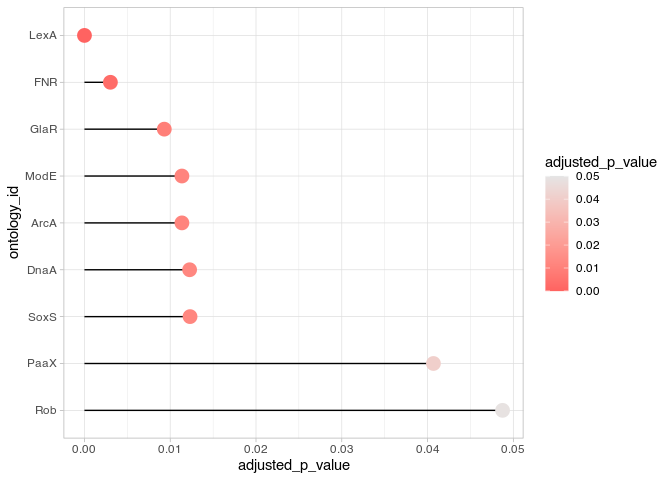 LexA
FNR
GlaR
ModE
ArcA
DnaA
SoxS
PaaX
Rob
ontology_id
0.00 0.01 0.02 0.03 0.04 0.05
adjusted_p_value
adjusted_p_value
0.05
0.04
0.03
0.02
0.01
0.00